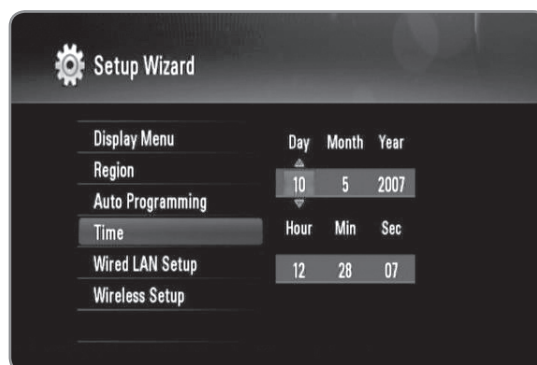 Setup Wizard
Display Menu
Region
Auto Programming
Time
Wired LAN Setup
Wireless Setup
Day Month Year
10 5 2007
Hour Min Sec
12 28 07